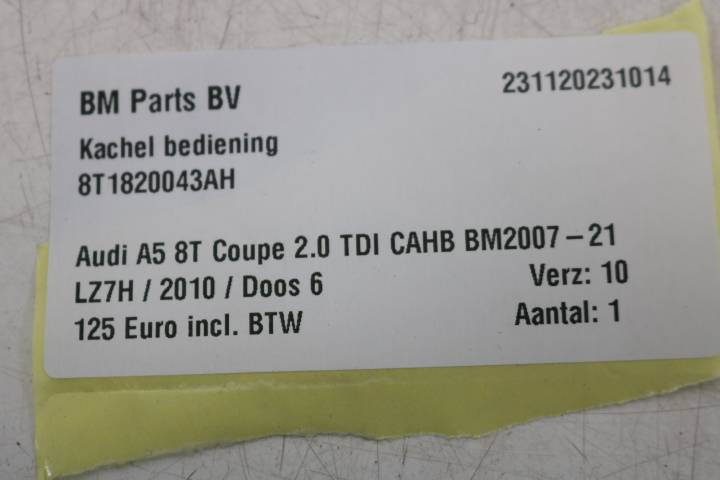 BM Parts BV 231120231014
Kachel bediening
8T1820043AH
Audi A5 8T Coupe 2.0 TDI CAHB BM2007-21
LZ7H / 2010 / Doos 6 Verz: 10
125 Euro incl. BTW Aantal: 1